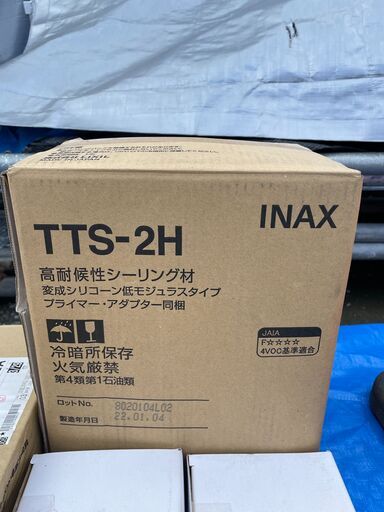 INAX
TTS-2H
高耐候性シーリング材
変成シリコーン低モジュラスタイプ
プライマー・アダプター同梱
JAIA
F☆☆☆☆
4VOC基準適合
冷暗所保存
火気厳禁
第4類第1石油類
ロットNo. 8020104L02
製造年月日 22.01.04